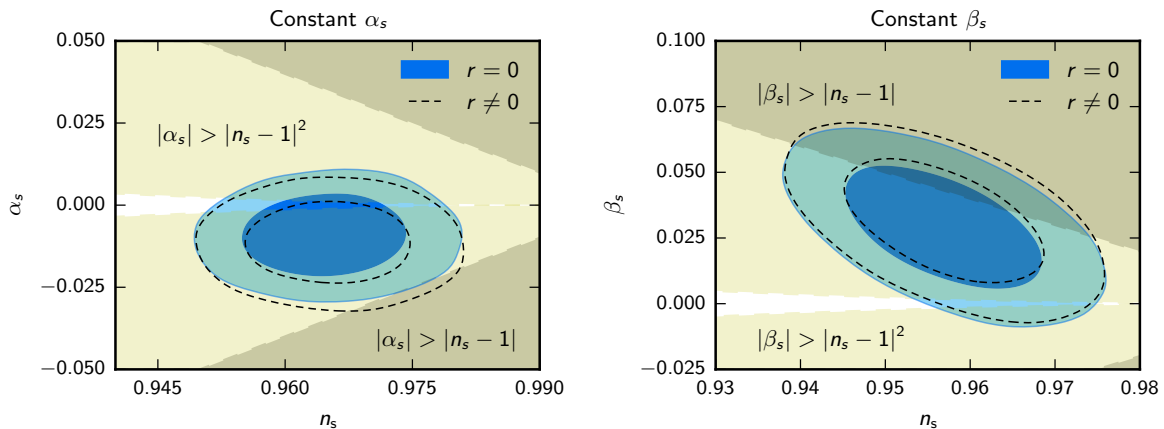 Constant αₛ
0.050
0.025
0.000
−0.025
−0.050
αₛ
r = 0
r ≠ 0
|αₛ| > |nₛ − 1|²
|αₛ| > |nₛ − 1|
0.945
0.960
0.975
0.990
nₛ
Constant βₛ
0.100
0.075
0.050
0.025
0.000
−0.025
βₛ
r = 0
r ≠ 0
|βₛ| > |nₛ − 1|
|βₛ| > |nₛ − 1|²
0.93
0.94
0.95
0.96
0.97
0.98
nₛ